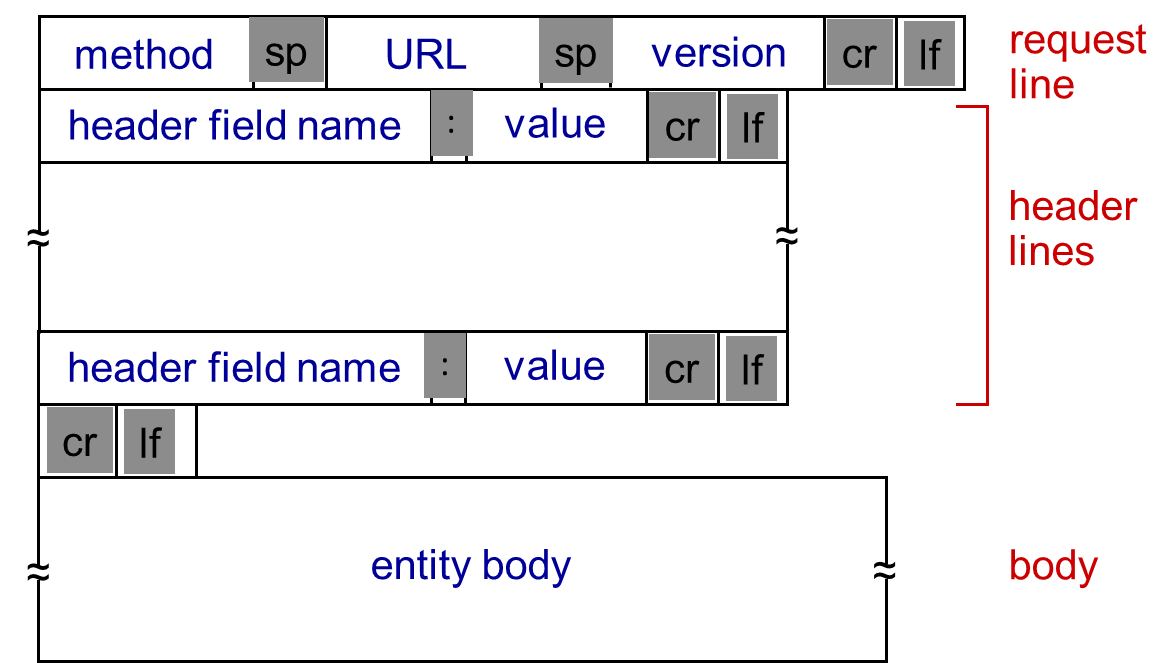 method sp URL sp version cr lf
request line
header field name : value cr lf
header lines
header field name : value cr lf
cr lf
entity body
body